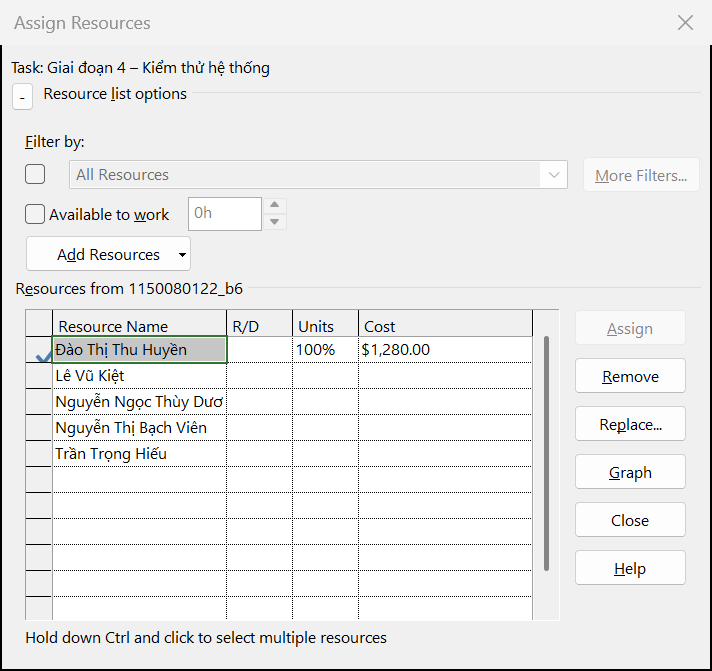 Assign Resources
Task: Giai đoạn 4 – Kiểm thử hệ thống
- Resource list options
Filter by:
All Resources More Filters...
Available to work 0h
Add Resources
Resources from 1150080122_b6
Resource Name R/D Units Cost Assign
Đào Thị Thu Huyền 100% $1,280.00
Lê Vũ Kiệt Remove
Nguyễn Ngọc Thùy Dươ
Nguyễn Thị Bạch Viên Replace...
Trần Trọng Hiếu
Graph
Close
Help
Hold down Ctrl and click to select multiple resources